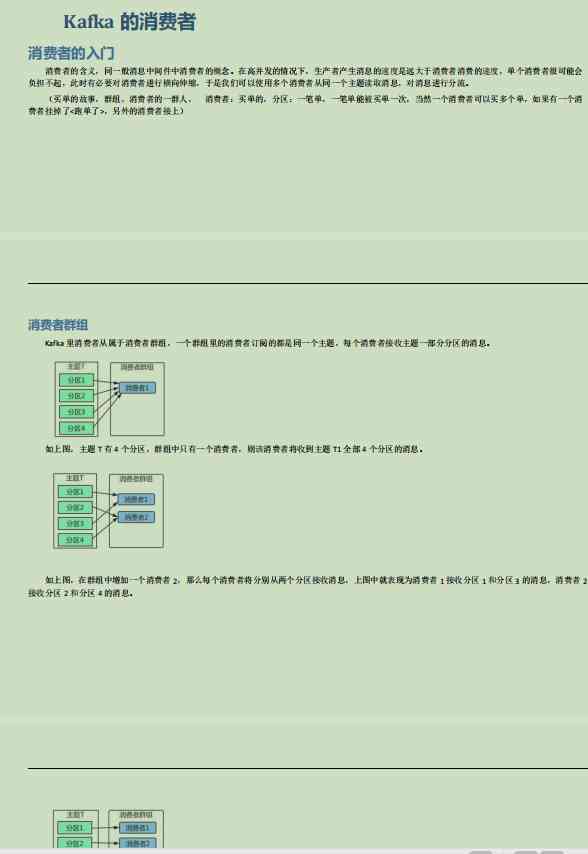 Kafka 的消费者
消费者的入门
消费者的含义，同一般消息中间件中消费者的概念。在高并发的情况下，生产者产生消息的速度是远大于消费者消费的速度，单个消费者很可能会
负担不起，此时有必要对消费者进行横向伸缩，于是我们可以使用多个消费者从同一个主题读取消息，对消息进行分流。
（买单的故事，群组，消费者的一群人， 消费者：买单的，分区：一笔单，一笔单能被买单一次，当然一个消费者可以买多个单，如果有一个消
费者挂掉了<跑单了>，另外的消费者接上）
消费者群组
Kafka 里消费者从属于消费者群组，一个群组里的消费者订阅的都是同一个主题，每个消费者接收主题一部分分区的消息。
主题T 消费者群组
分区1
消费者1
分区2
分区3
分区4
如上图，主题 T 有 4 个分区，群组中只有一个消费者，则该消费者将收到主题 T1 全部 4 个分区的消息。
主题T 消费者群组
分区1
消费者1
分区2
消费者2
分区3
分区4
如上图，在群组中增加一个消费者 2，那么每个消费者将分别从两个分区接收消息，上图中就表现为消费者 1 接收分区 1 和分区 3 的消息，消费者 2
接收分区 2 和分区 4 的消息。
主题T 消费者群组
分区1 消费者1
分区2 消费者2